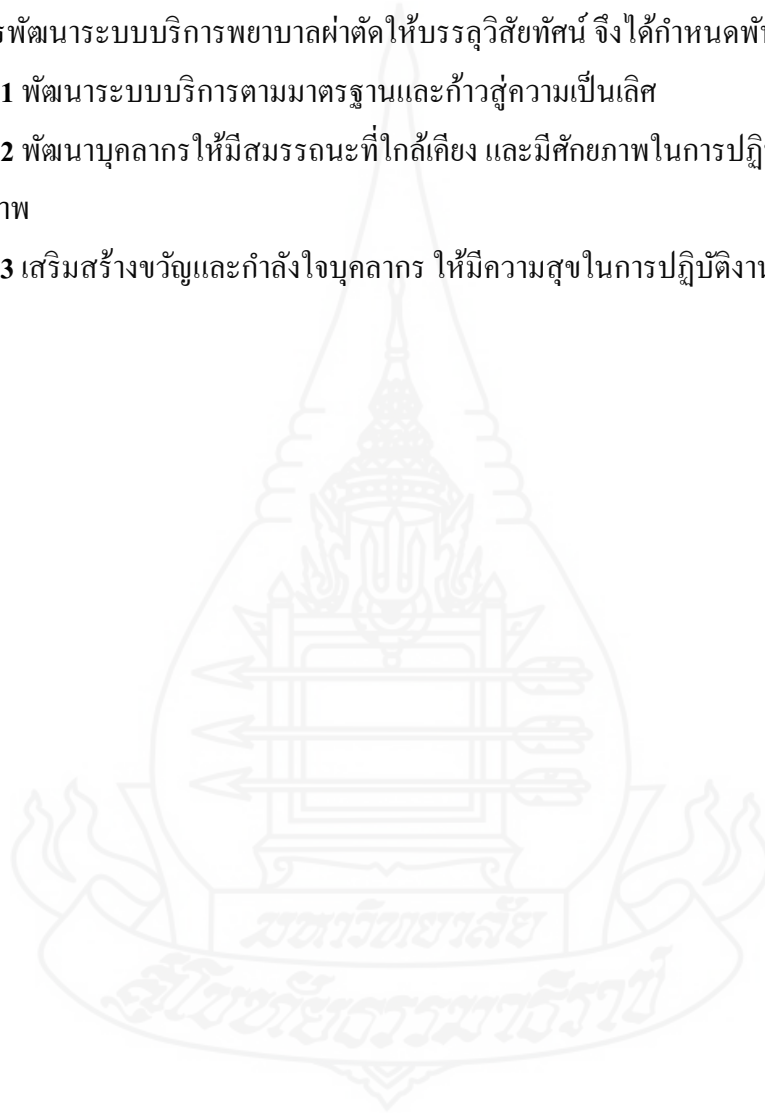 รพัฒนาระบบบริการพยาบาลผ่าตัดให้บรรลุวิสัยทัศน์ จึงได้กำหนดพัน
1 พัฒนาระบบบริการตามมาตรฐานและก้าวสู่ความเป็นเลิศ
2 พัฒนาบุคลากรให้มีสมรรถนะที่ใกล้เคียง และมีศักยภาพในการปฏิบ
าพ
3 เสริมสร้างขวัญและกำลังใจบุคลากร ให้มีความสุขในการปฏิบัติงาน
มหาวิทยาลัย
สุโขทัยธรรมาธิราช